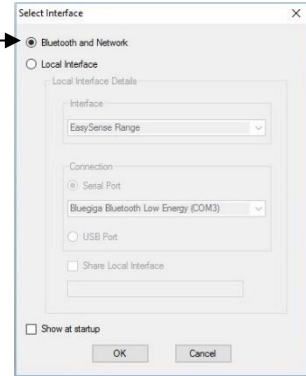 Select Interface
Bluetooth and Network
Local Interface
Local Interface Details
Interface
EasySense Range
Connection
Serial Port
Bluegiga Bluetooth Low Energy (COM3)
USB Port
Share Local Interface
Show at startup
OK Cancel